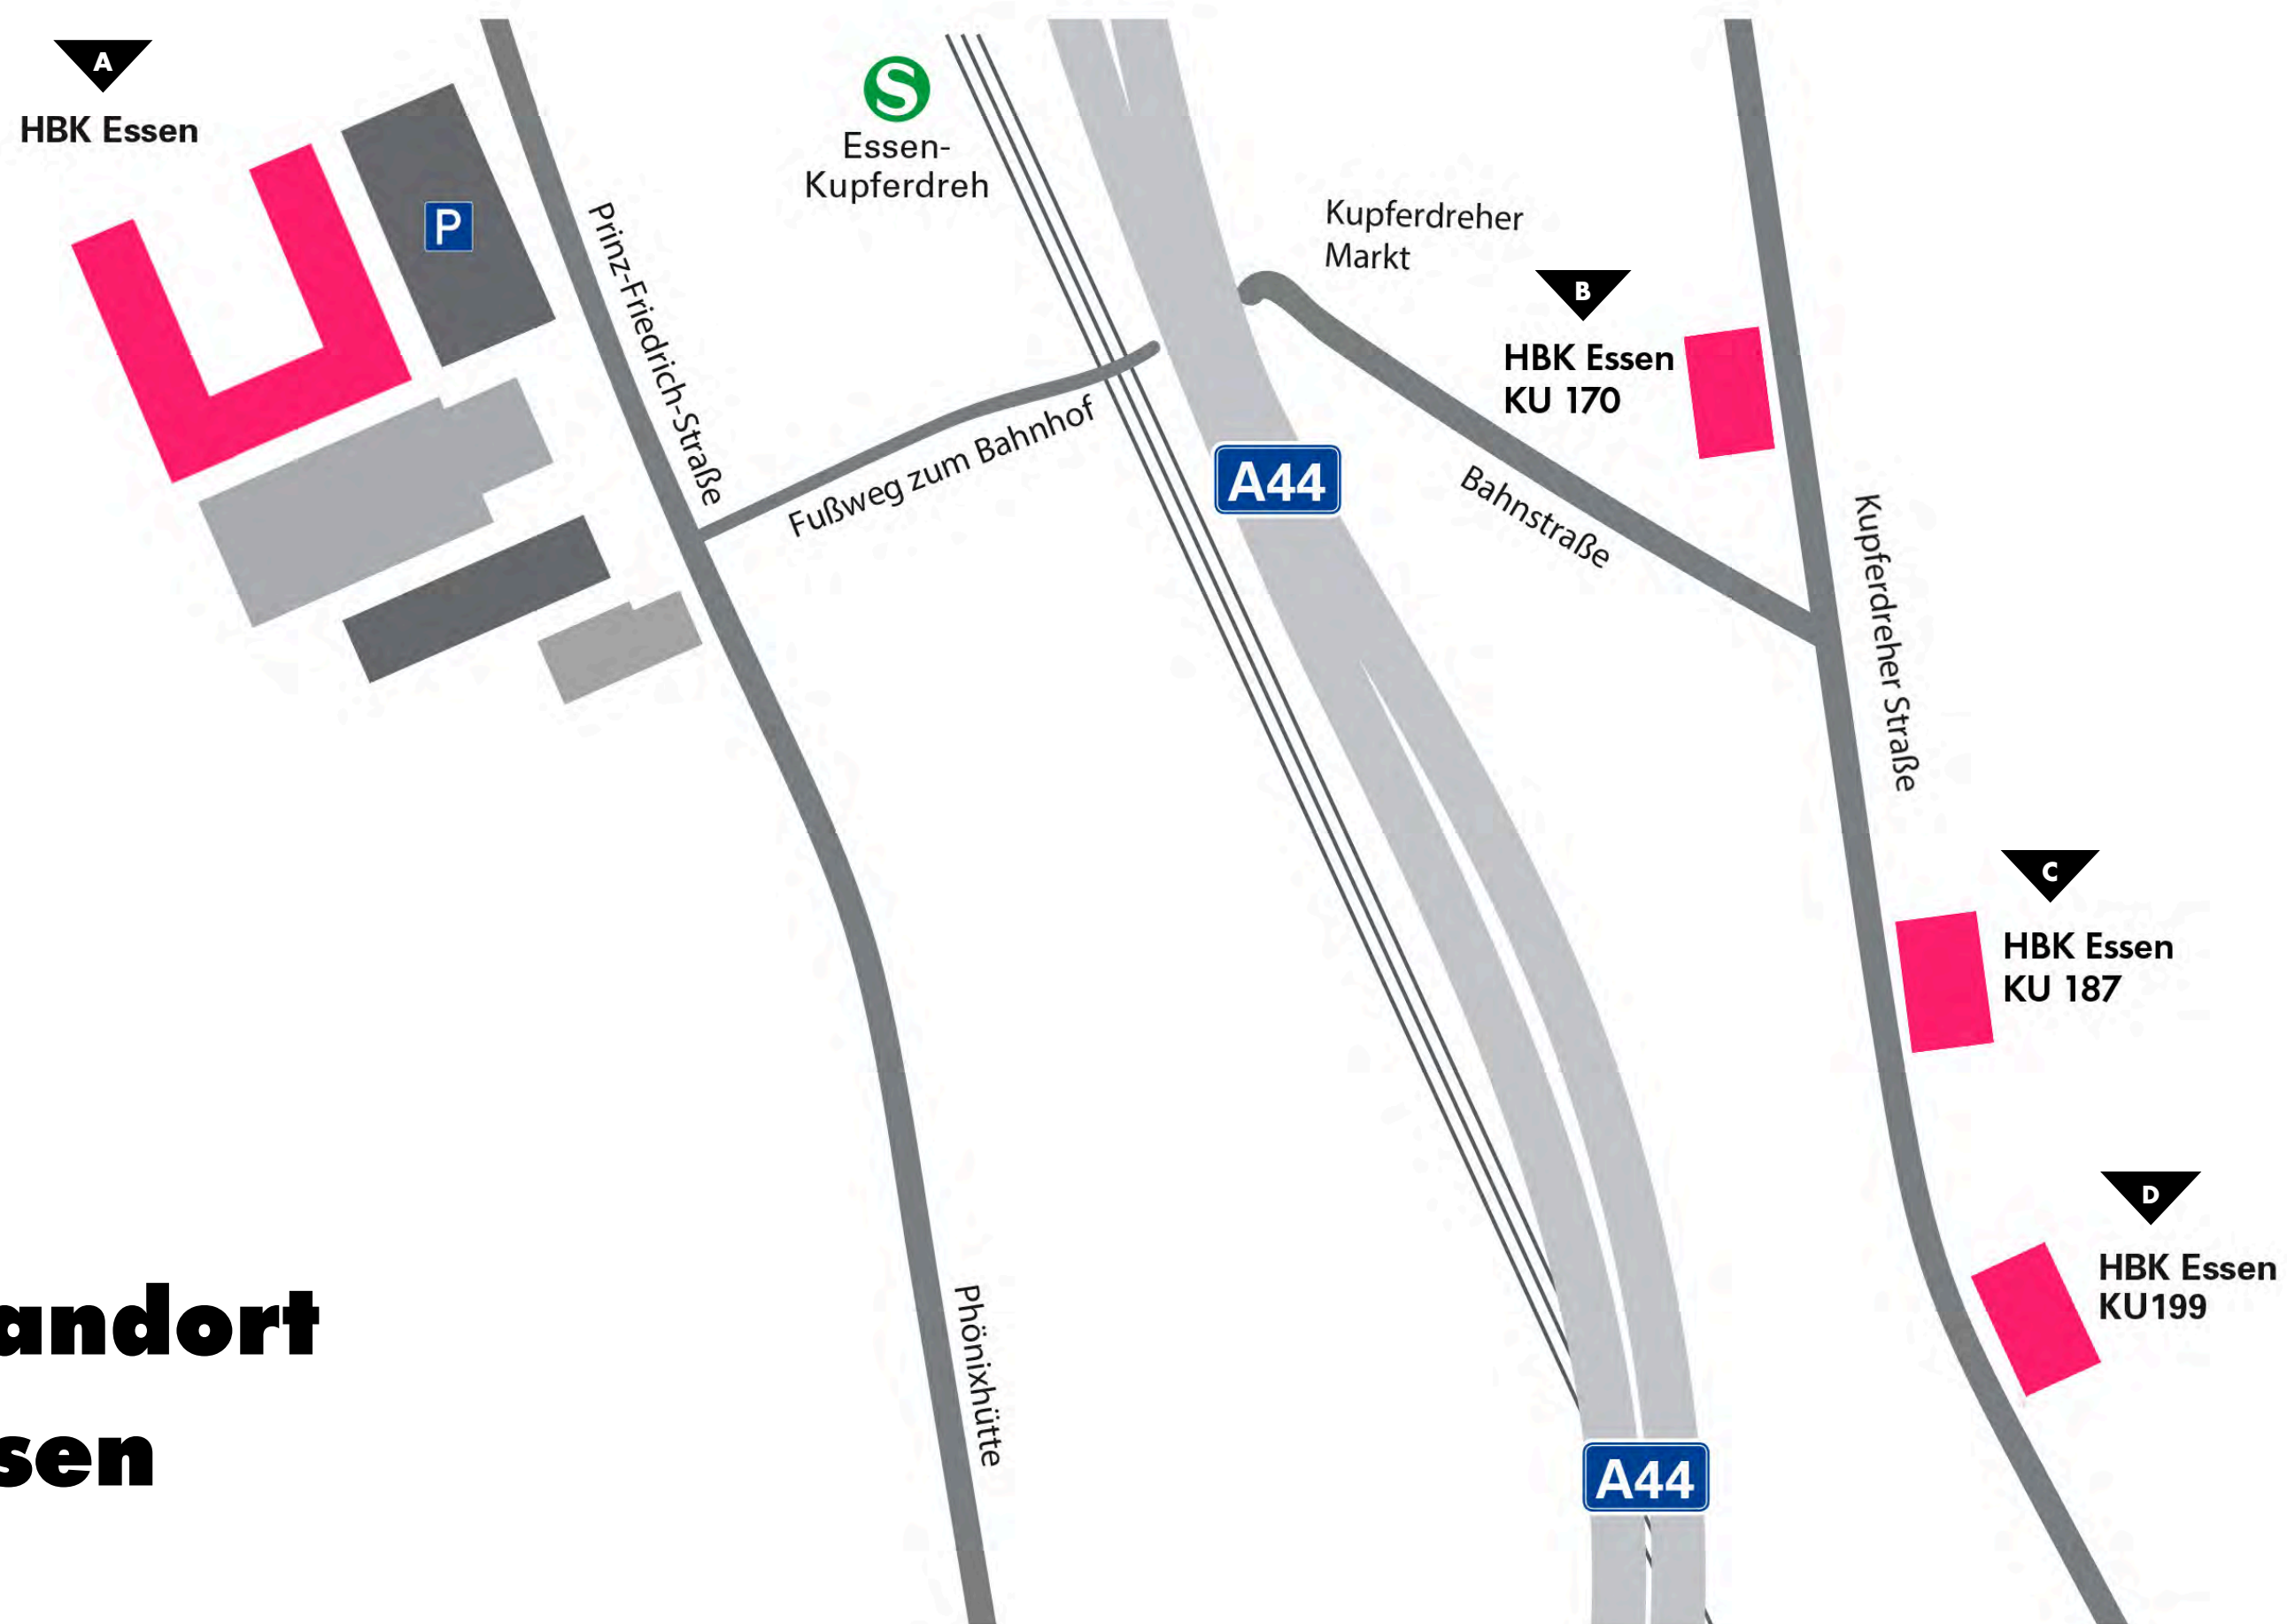 A
HBK Essen
P
Prinz-Friedrich-Straße
S
Essen-
Kupferdreh
Fußweg zum Bahnhof
A44
Kupferdreher
Markt
B
HBK Essen
KU 170
Bahnstraße
Kupferdreher Straße
C
HBK Essen
KU 187
D
HBK Essen
KU199
Phönixhütte
A44
andort
sen